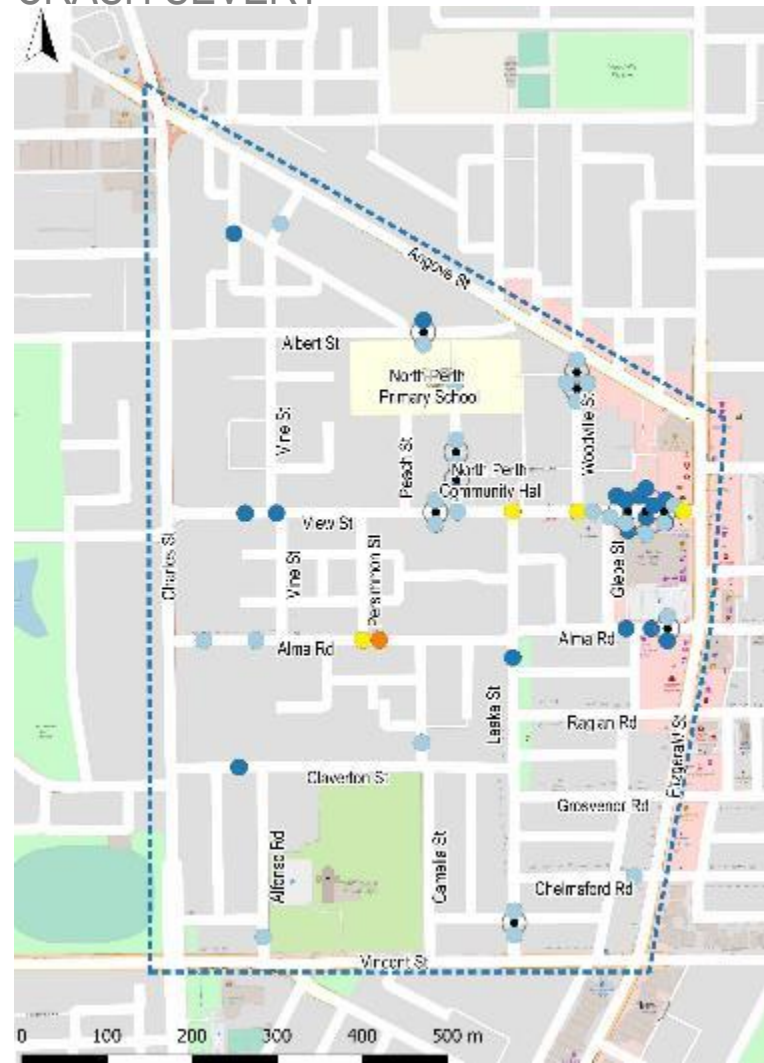 CRASH SEVERY
Angove St
Albert St
North Perth
Primary School
Vine St
Peach St
Woodville St
North Perth
Community Hall
View St
Charles St
Vine St
Persimmon St
Glebe St
Alma Rd
Alma Rd
Leake St
Raglan Rd
Fitzgerald St
Claverton St
Grosvenor Rd
Alfonso Rd
Camelia St
Chelmsford Rd
Vincent St
0 100 200 300 400 500 m